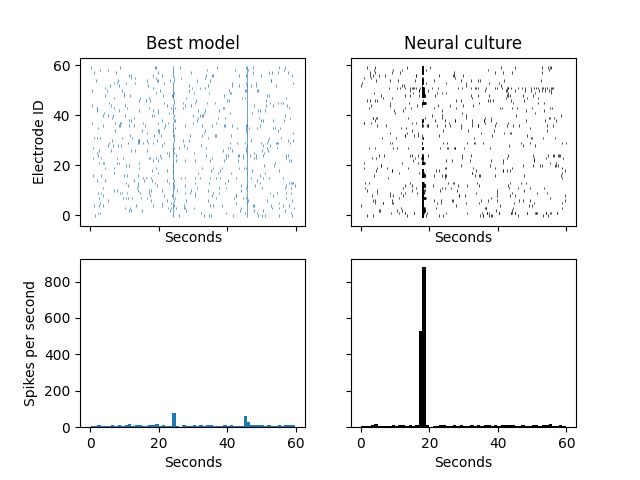 Best model
Neural culture
Electrode ID
60
40
20
0
Seconds
Seconds
Spikes per second
800
600
400
200
0
0 20 40 60
0 20 40 60
Seconds
Seconds